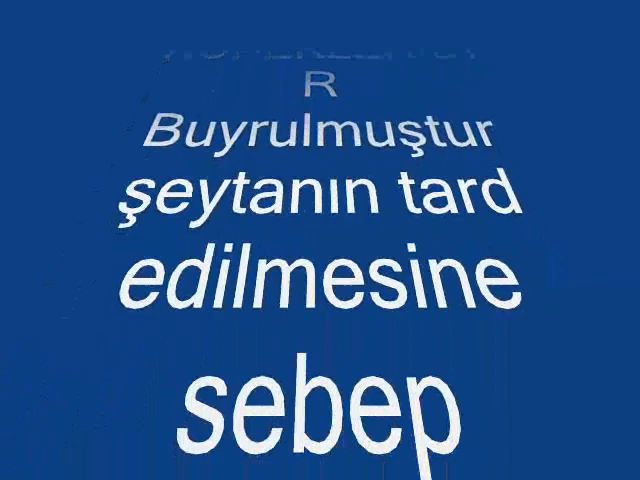 R
Buyrulmuştur
şeytanın tard
edilmesine
sebep